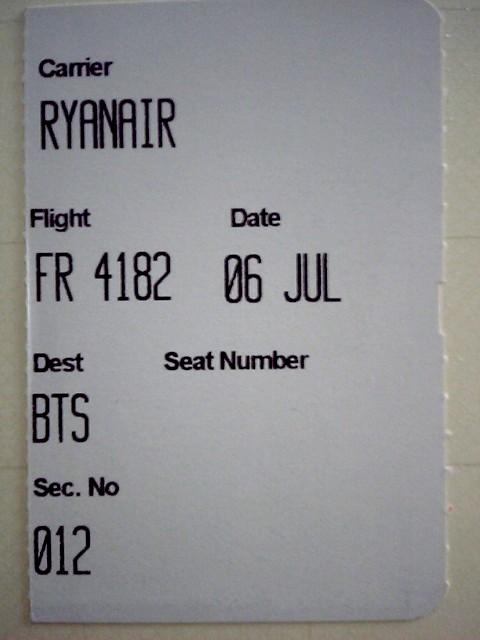 Carrier
RYANAIR
Flight Date
FR 4182 06 JUL
Dest Seat Number
BTS
Sec. No
012